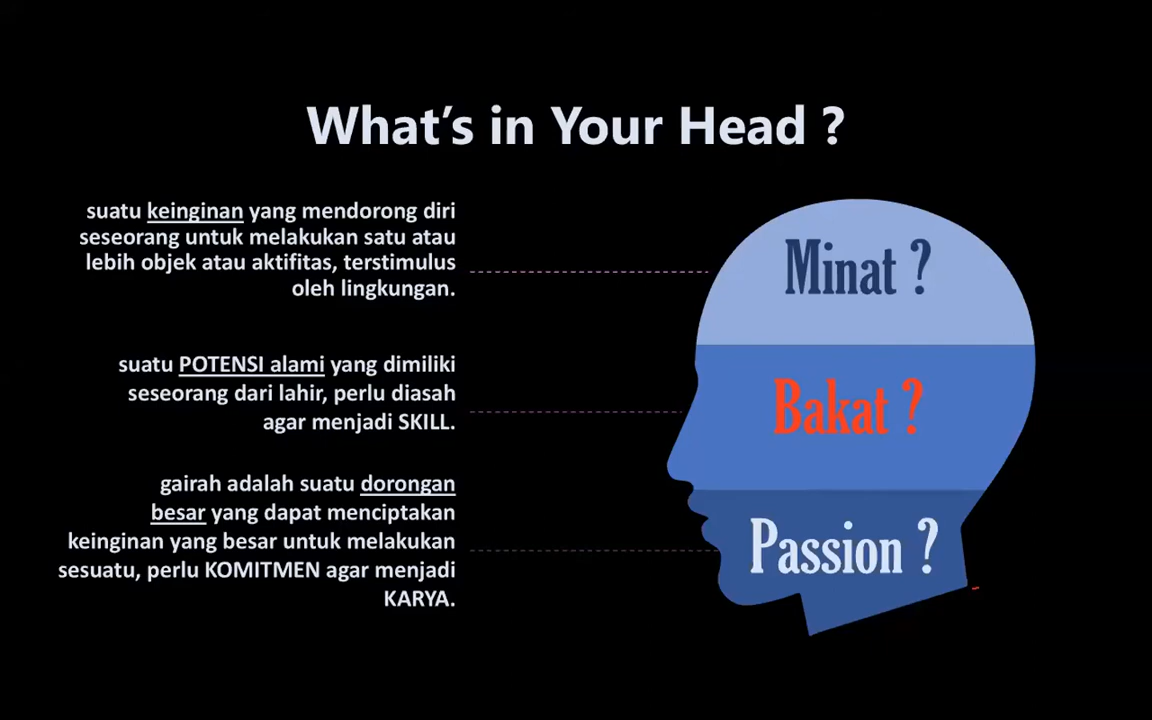 What's in Your Head ?
suatu keinginan yang mendorong diri
seseorang untuk melakukan satu atau
lebih objek atau aktifitas, terstimulus
oleh lingkungan.
Minat ?
suatu POTENSI alami yang dimiliki
seseorang dari lahir, perlu diasah
agar menjadi SKILL.
Bakat ?
gairah adalah suatu dorongan
besar yang dapat menciptakan
keinginan yang besar untuk melakukan
sesuatu, perlu KOMITMEN agar menjadi
KARYA.
Passion ?